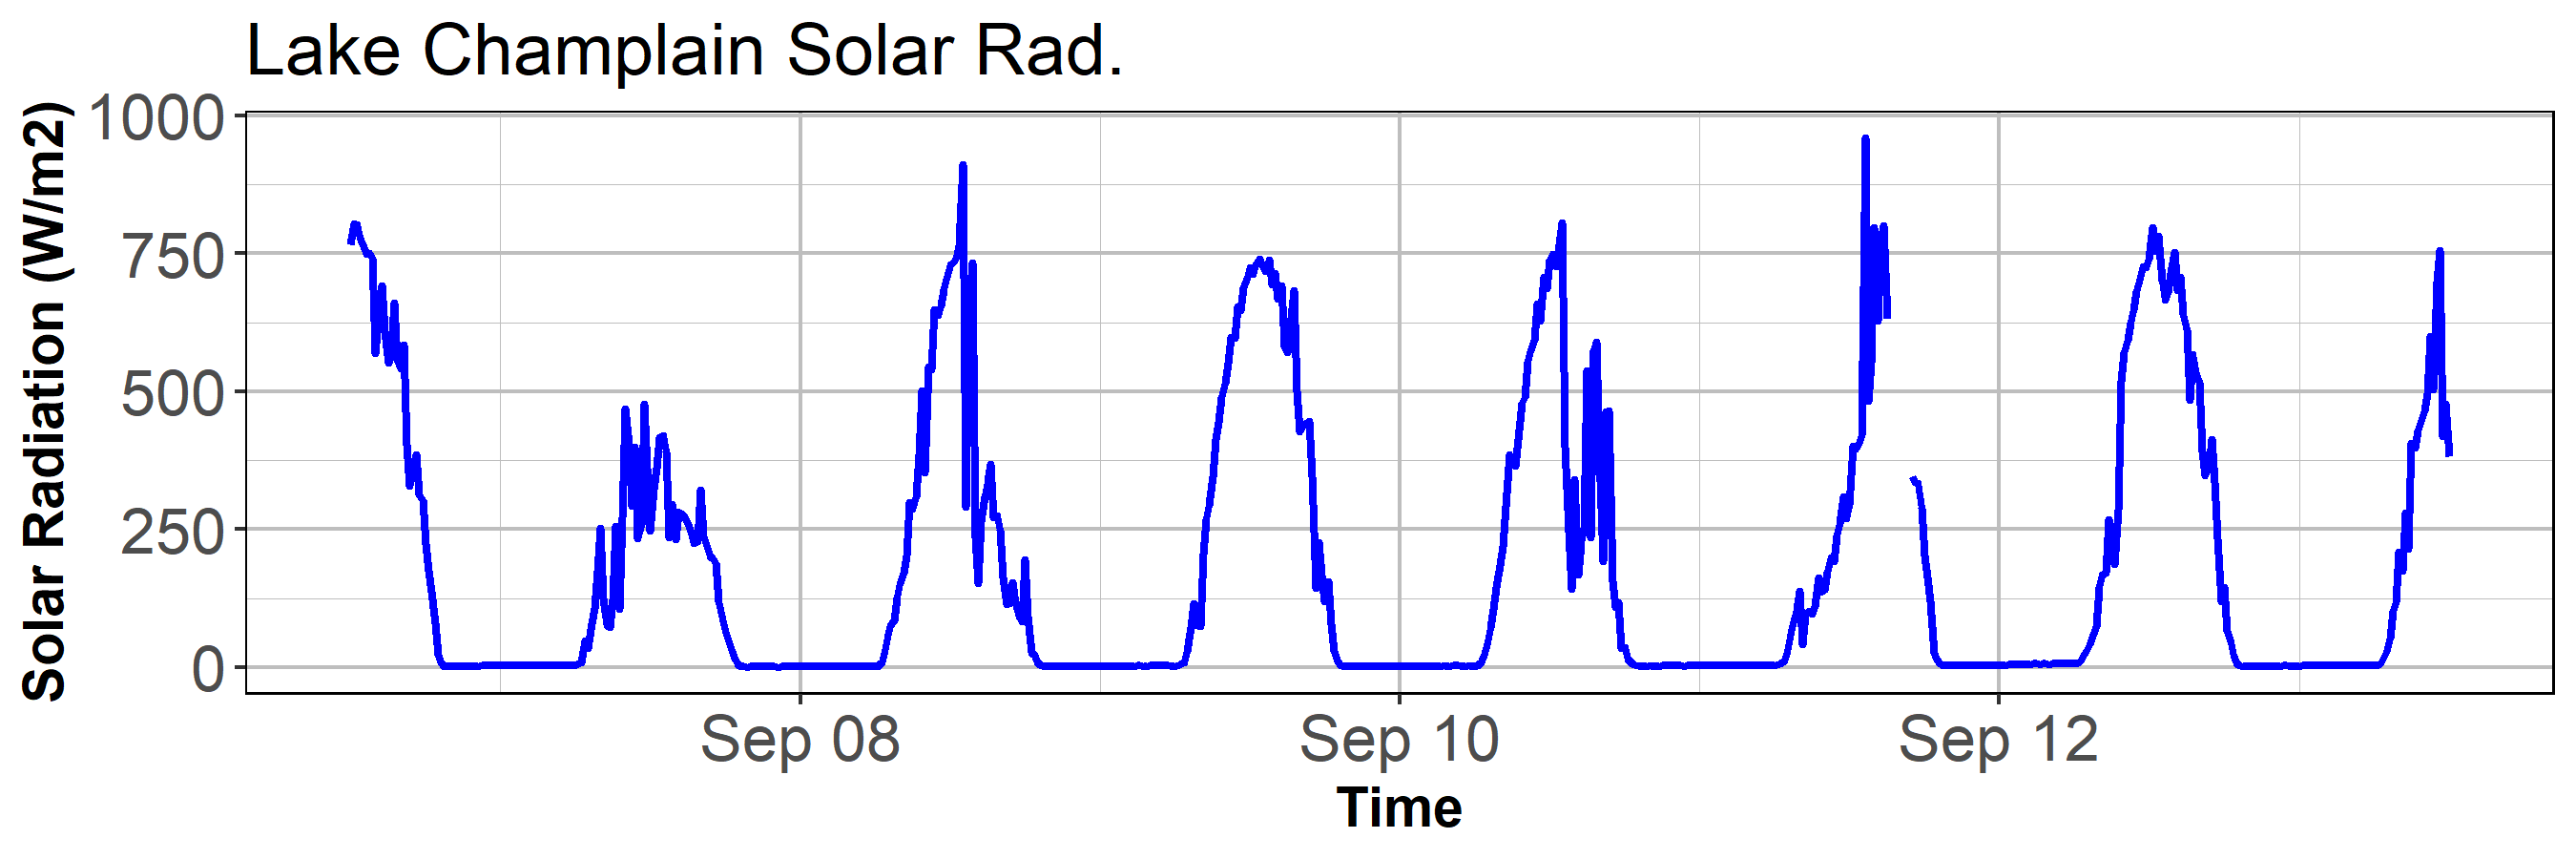 Lake Champlain Solar Rad.
Solar Radiation (W/m2)
1000
750
500
250
0
Sep 08
Sep 10
Sep 12
Time